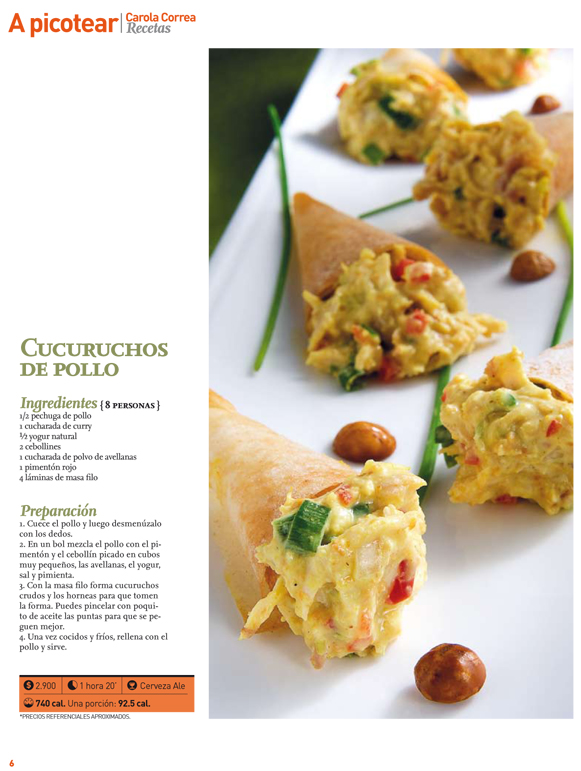 A picotear
Carola Correa
Recetas
CUCURUCHOS
DE POLLO
Ingredientes { 8 PERSONAS }
1/2 pechuga de pollo
1 cucharada de curry
½ yogur natural
2 cebollines
1 cucharada de polvo de avellanas
1 pimentón rojo
4 láminas de masa filo
Preparación
1. Cuece el pollo y luego desmenúzalo
con los dedos.
2. En un bol mezcla el pollo con el pi-
mentón y el cebollín picado en cubos
muy pequeños, las avellanas, el yogur,
sal y pimienta.
3. Con la masa filo forma cucuruchos
crudos y los horneas para que tomen
la forma. Puedes pincelar con poqui-
to de aceite las puntas para que se pe-
guen mejor.
4. Una vez cocidos y fríos, rellena con el
pollo y sirve.
$ 2.900 1 hora 20' Cerveza Ale
740 cal. Una porción: 92.5 cal.
*PRECIOS REFERENCIALES APROXIMADOS.
6